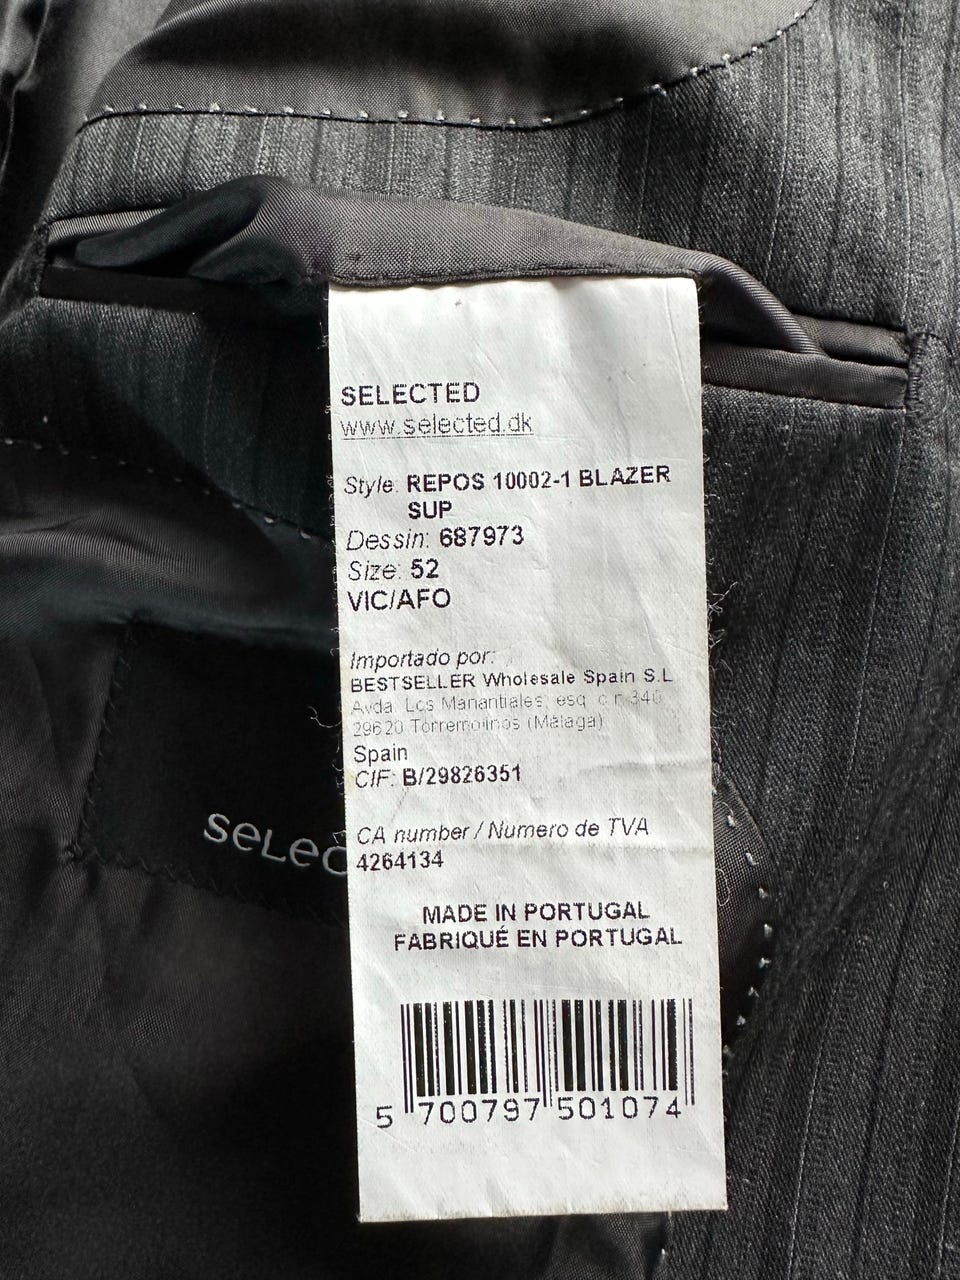 SELECTED
www.selected.dk
Style: REPOS 10002-1 BLAZER
SUP
Dessin: 687973
Size: 52
VIC/AFO
Importado por:
BESTSELLER Wholesale Spain S.L
Avda. Los Manantiales, esq. c n-340
29620 Torremolinos (Málaga)
Spain
CIF: B/29826351
seLec
CA number / Numero de TVA
4264134
MADE IN PORTUGAL
FABRIQUÉ EN PORTUGAL
5 700797 501074